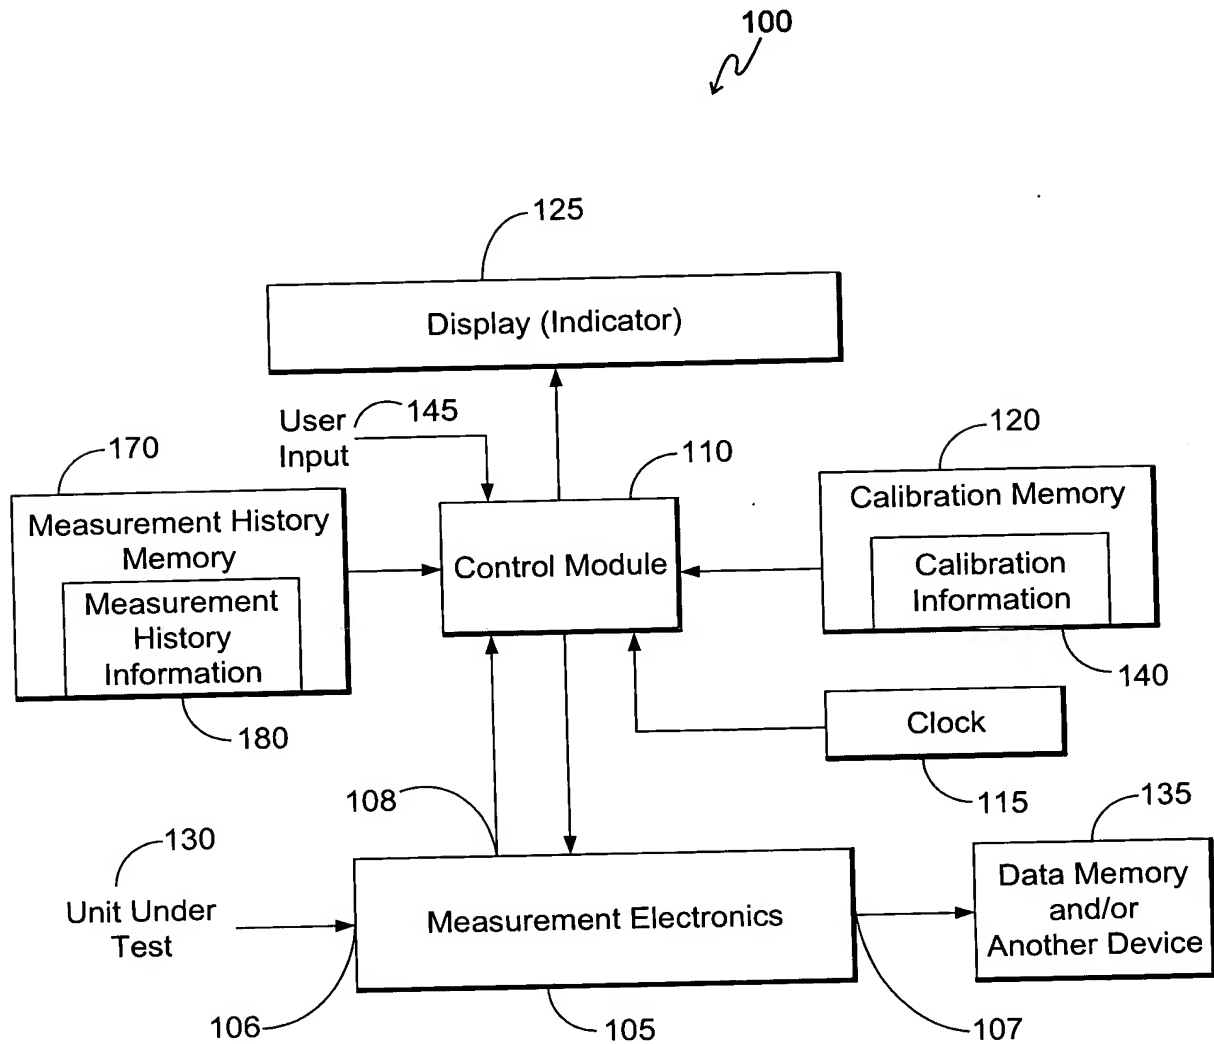 100
125
Display (Indicator)
User
Input
145
170
110
120
Measurement History
Memory
Measurement
History
Information
Control Module
Calibration Memory
Calibration
Information
180
140
Clock
115
108
130
135
Unit Under
Test
Measurement Electronics
Data Memory
and/or
Another Device
106
105
107